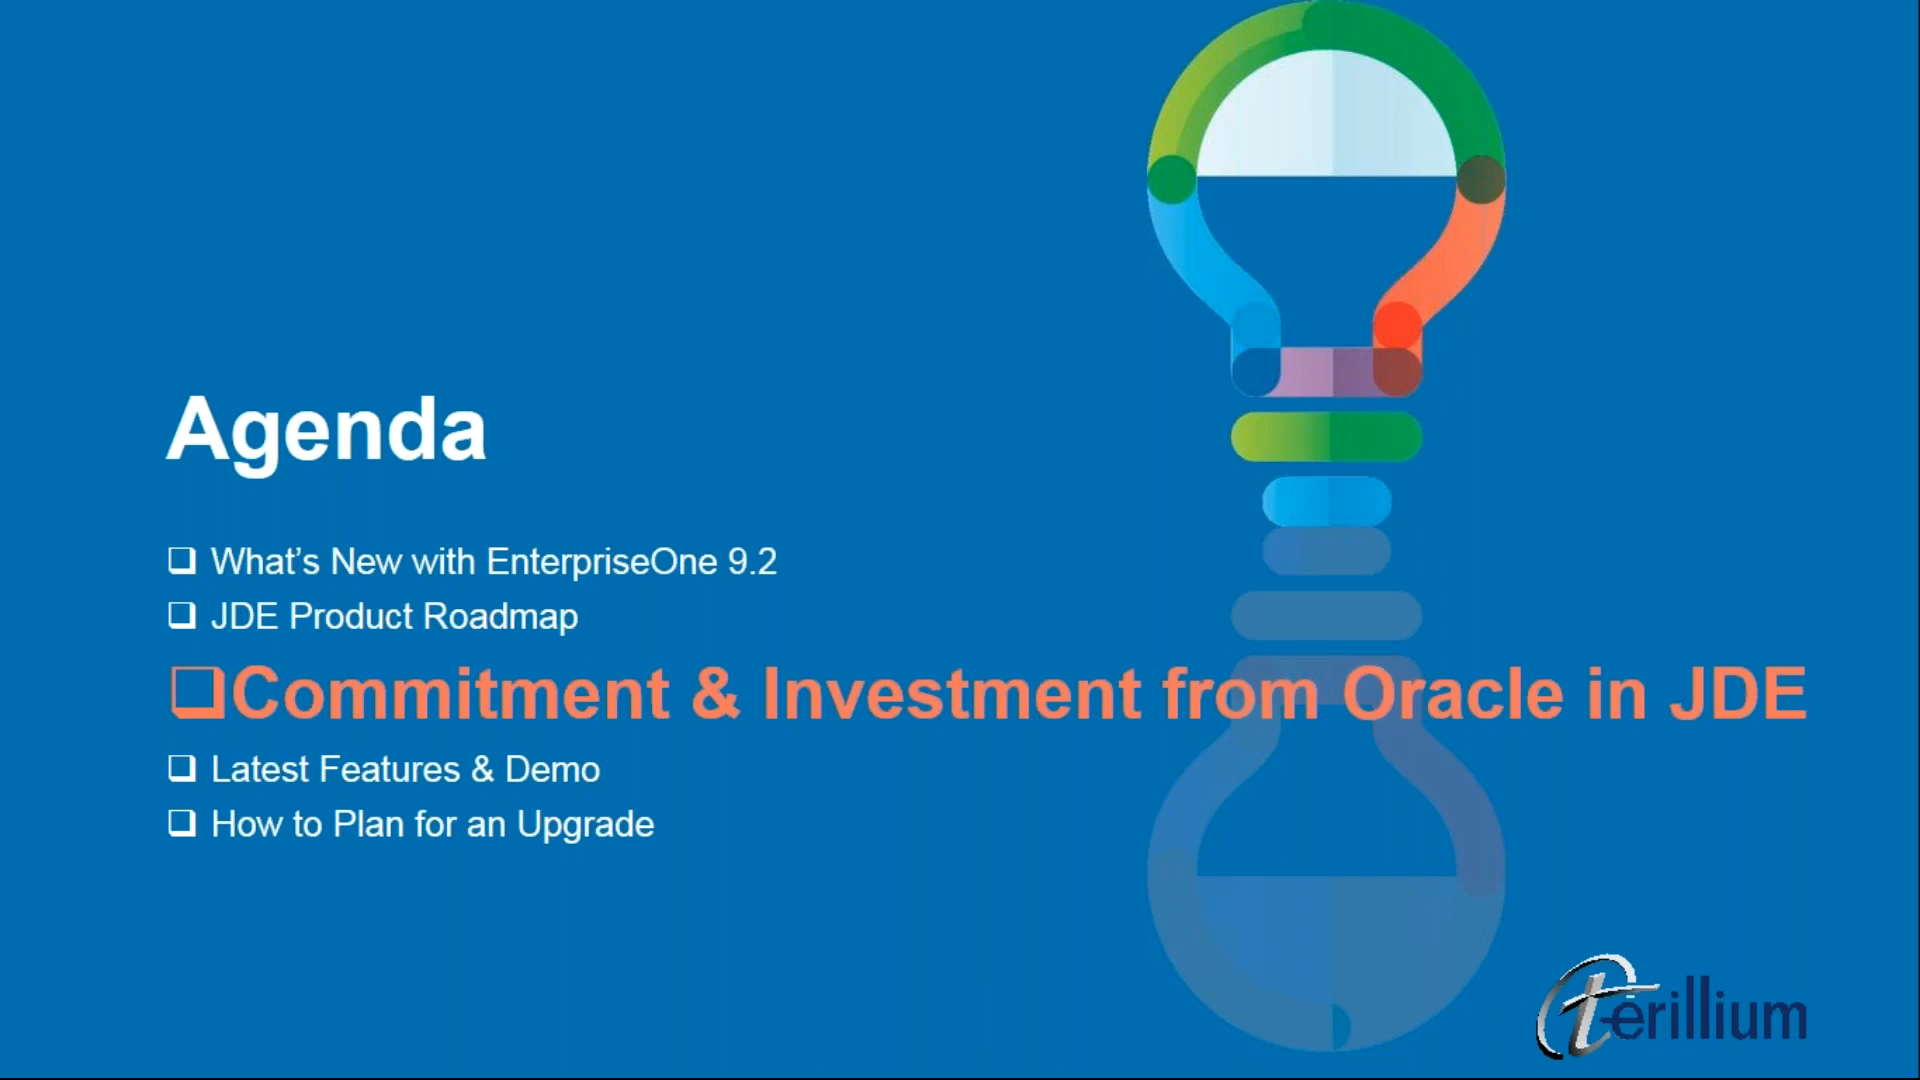 Agenda
❑ What's New with EnterpriseOne 9.2
❑ JDE Product Roadmap
❑Commitment & Investment from Oracle in JDE
❑ Latest Features & Demo
❑ How to Plan for an Upgrade
terillium